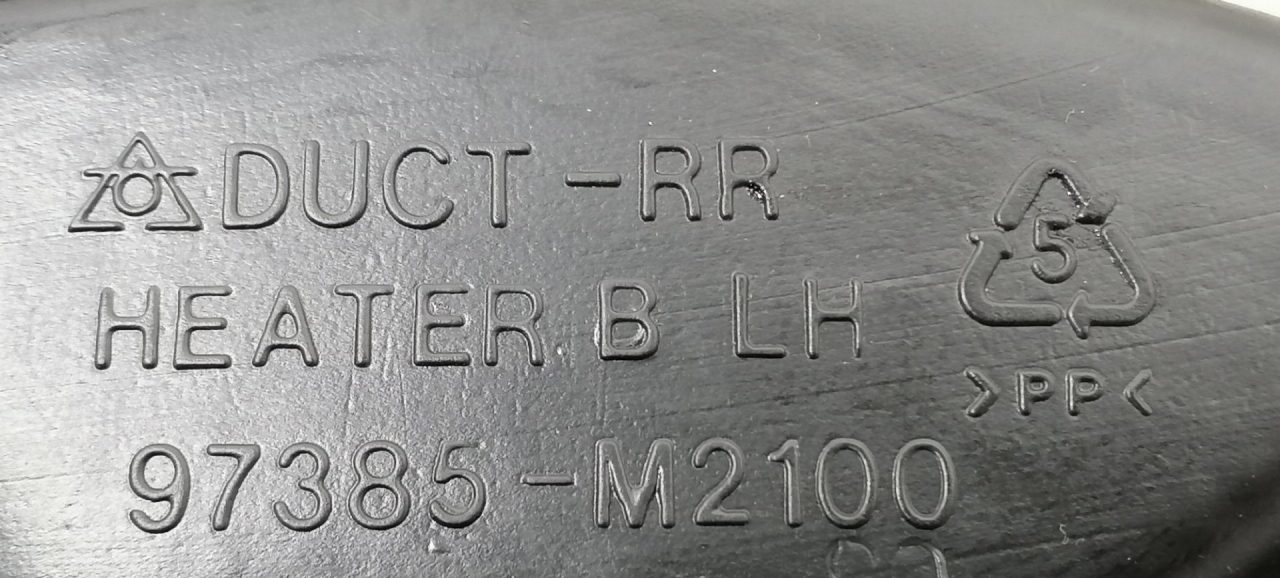 DUCT-RR
HEATER B LH
97385-M2100
5
>PP<